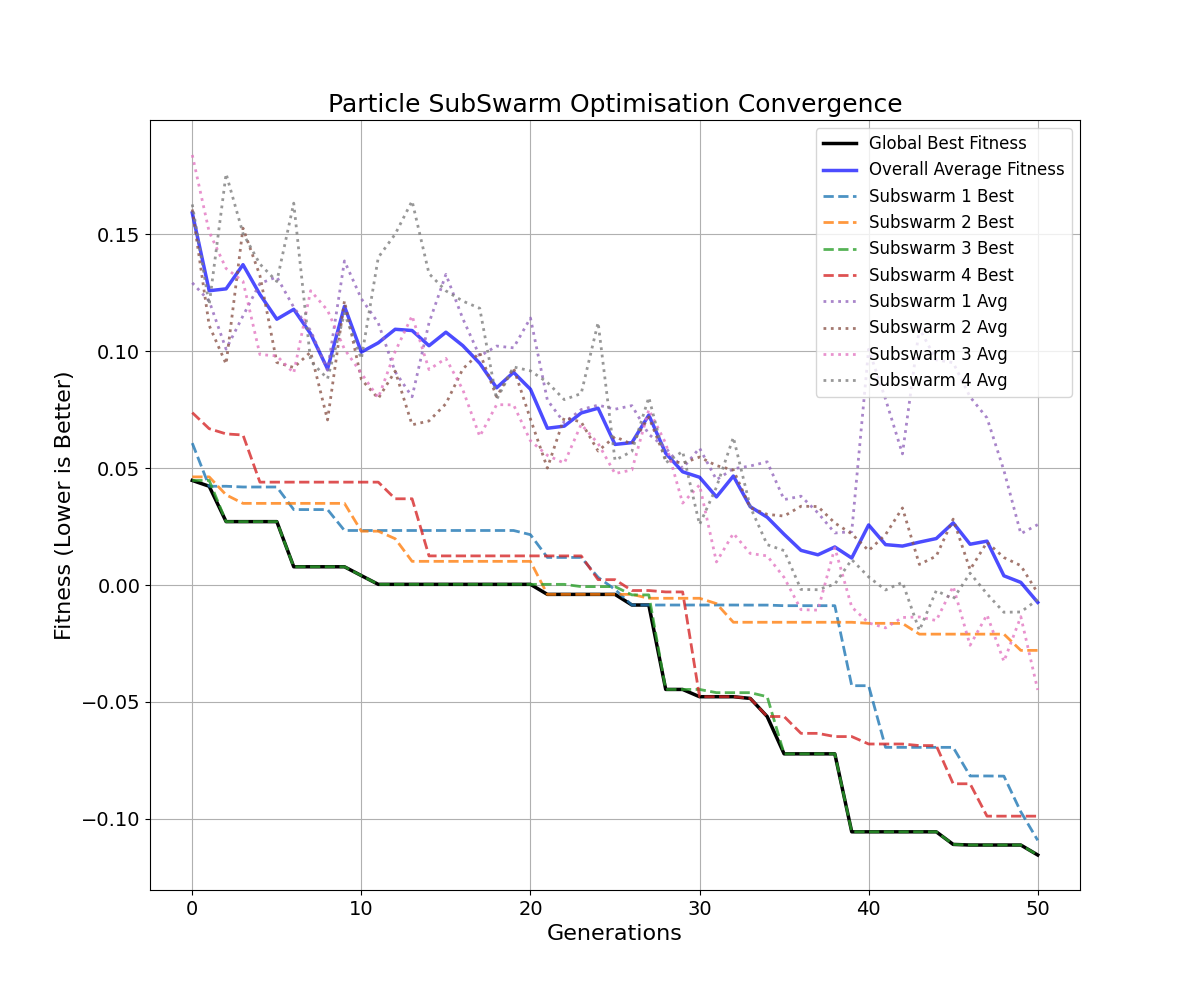 Particle SubSwarm Optimisation Convergence
Global Best Fitness
Overall Average Fitness
Subswarm 1 Best
Subswarm 2 Best
Subswarm 3 Best
Subswarm 4 Best
Subswarm 1 Avg
Subswarm 2 Avg
Subswarm 3 Avg
Subswarm 4 Avg
Fitness (Lower is Better)
0.15
0.10
0.05
0.00
−0.05
−0.10
0 10 20 30 40 50
Generations